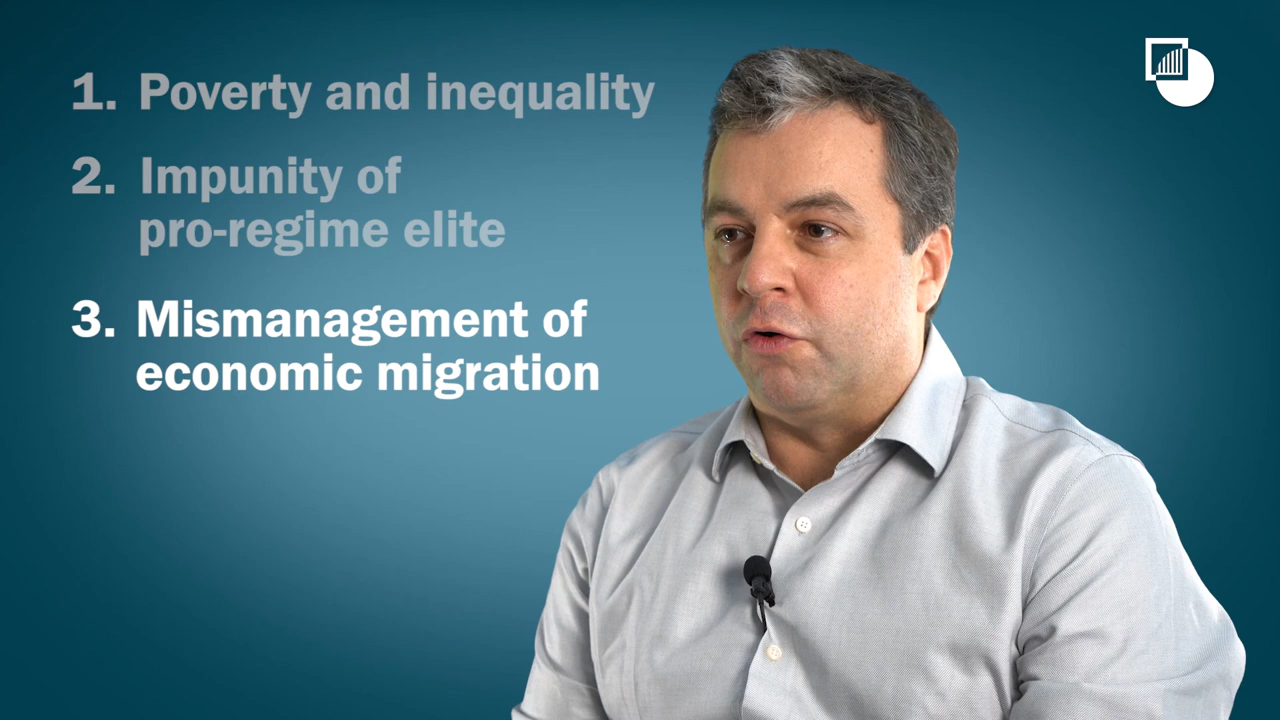 1. Poverty and inequality
2. Impunity of
pro-regime elite
3. Mismanagement of
economic migration